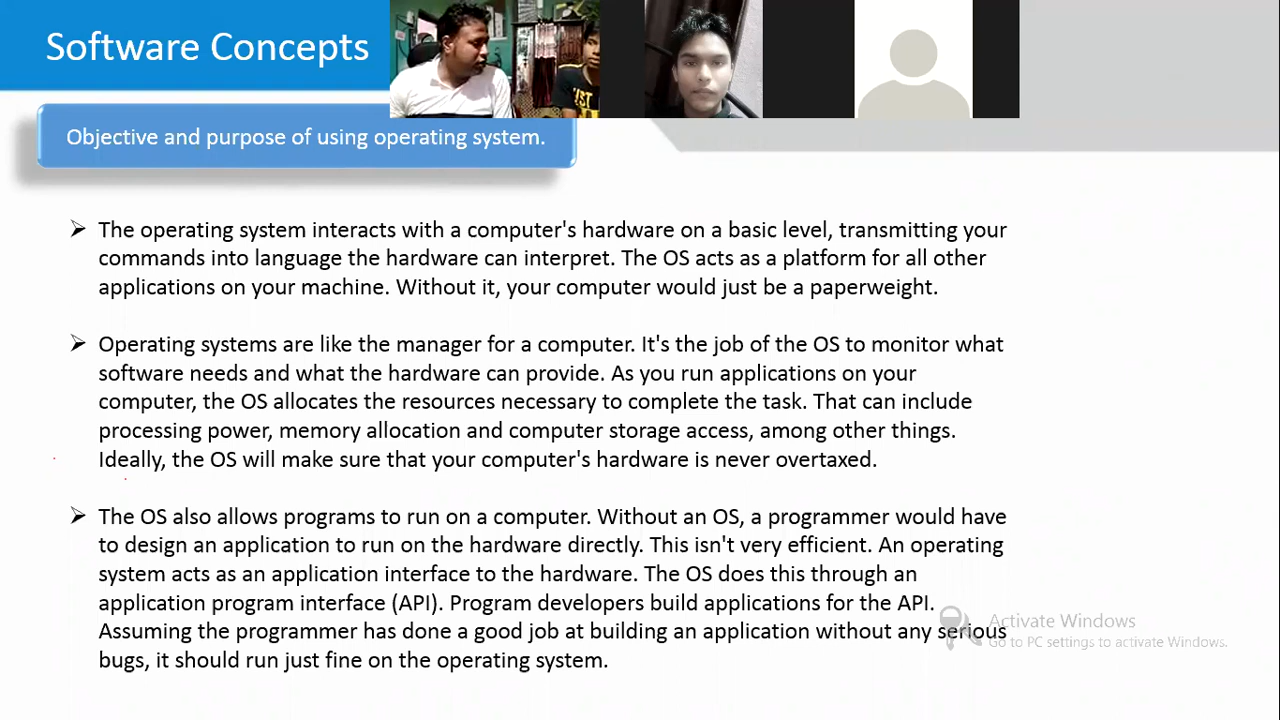 Software Concepts
Objective and purpose of using operating system.
➢ The operating system interacts with a computer's hardware on a basic level, transmitting your
commands into language the hardware can interpret. The OS acts as a platform for all other
applications on your machine. Without it, your computer would just be a paperweight.
➢ Operating systems are like the manager for a computer. It's the job of the OS to monitor what
software needs and what the hardware can provide. As you run applications on your
computer, the OS allocates the resources necessary to complete the task. That can include
processing power, memory allocation and computer storage access, among other things.
Ideally, the OS will make sure that your computer's hardware is never overtaxed.
➢ The OS also allows programs to run on a computer. Without an OS, a programmer would have
to design an application to run on the hardware directly. This isn't very efficient. An operating
system acts as an application interface to the hardware. The OS does this through an
application program interface (API). Program developers build applications for the API.
Assuming the programmer has done a good job at building an application without any serious
bugs, it should run just fine on the operating system.
Activate Windows
Go to PC settings to activate Windows.